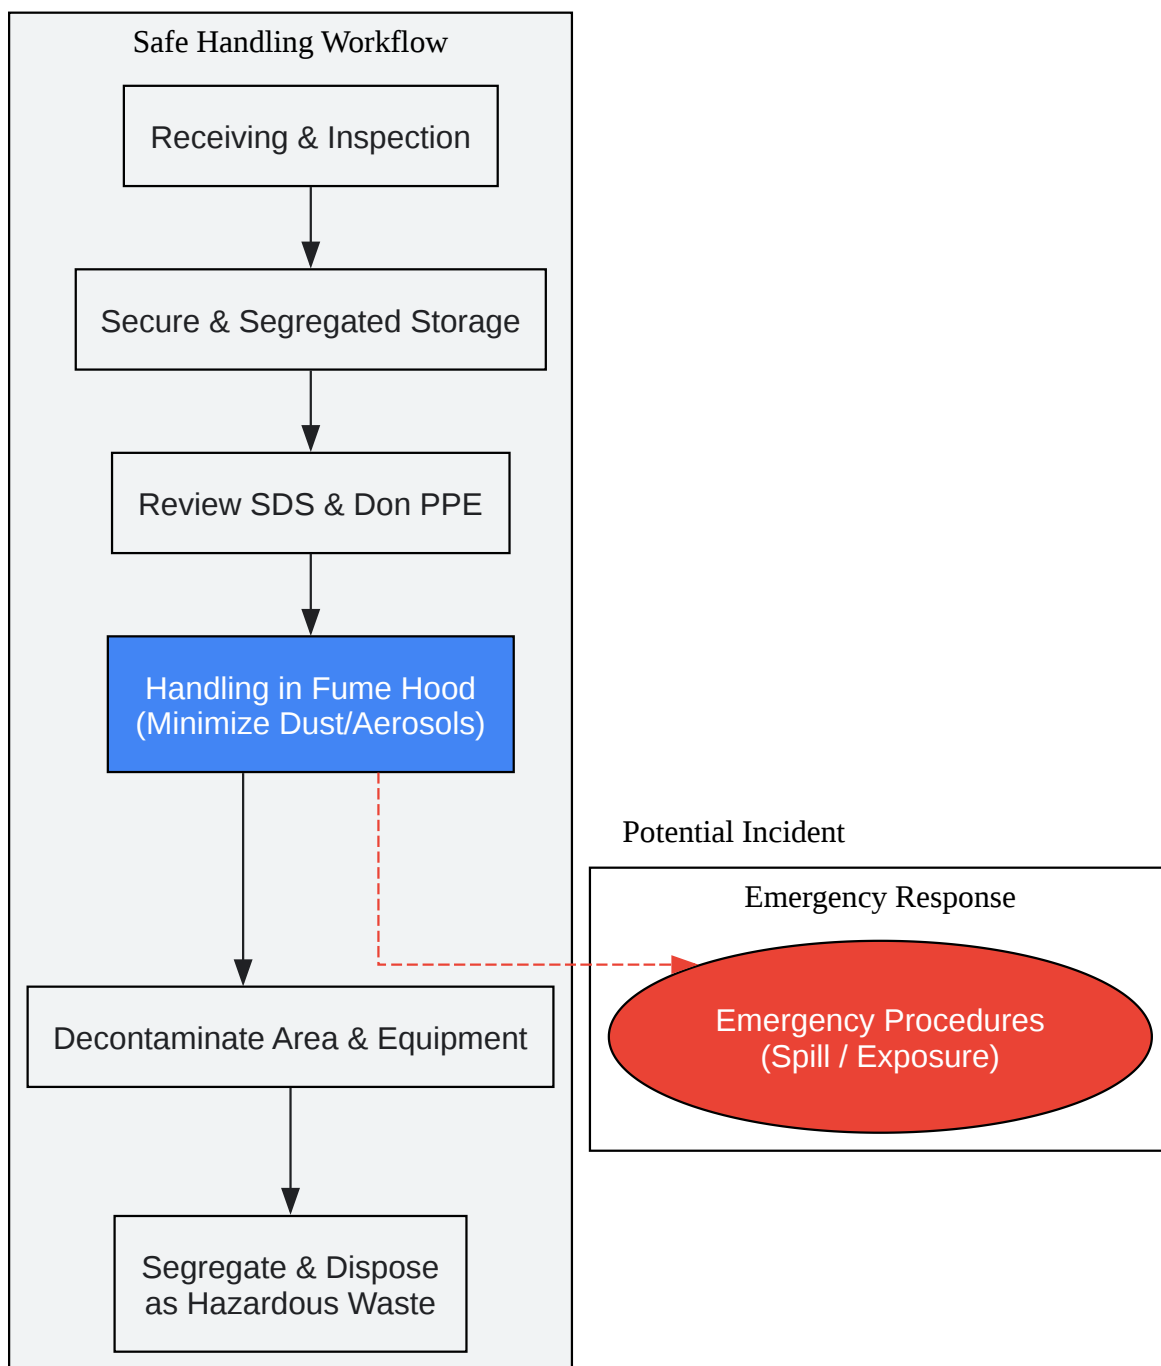 Safe Handling Workflow
Receiving & Inspection
Secure & Segregated Storage
Review SDS & Don PPE
Handling in Fume Hood
(Minimize Dust/Aerosols)
Potential Incident
Emergency Response
Emergency Procedures
(Spill / Exposure)
Decontaminate Area & Equipment
Segregate & Dispose
as Hazardous Waste